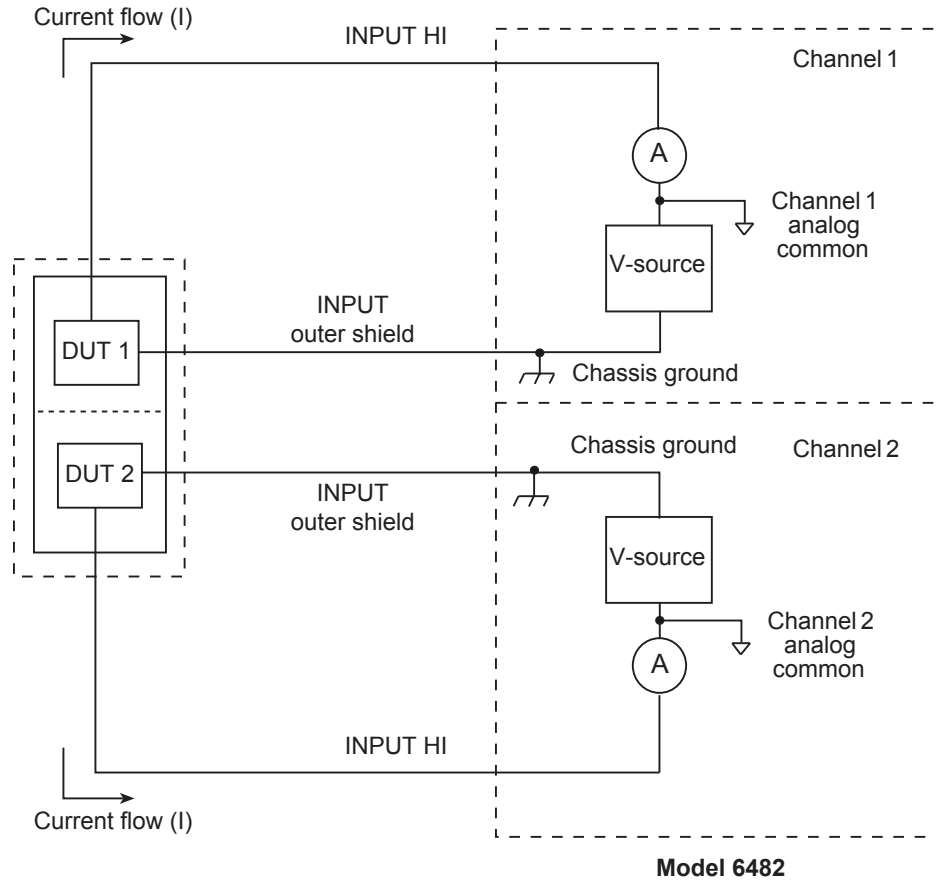 Current flow (I)
INPUT HI
Channel 1
A
Channel 1
analog
common
V-source
INPUT
outer shield
DUT 1
Chassis ground
Chassis ground
Channel 2
DUT 2
INPUT
outer shield
V-source
Channel 2
analog
common
A
INPUT HI
Current flow (I)
Model 6482